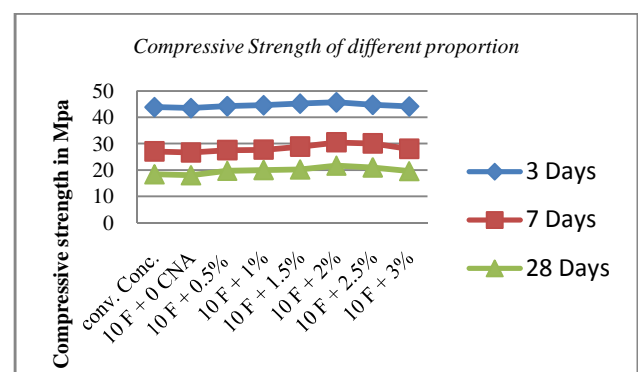 Compressive Strength of different proportion
Compressive strength in Mpa
50
40
30
20
10
0
conv. Conc.
10 F + 0 CNA
10 F + 0.5%
10 F + 1%
10 F + 1.5%
10 F + 2%
10 F + 2.5%
10 F + 3%
3 Days
7 Days
28 Days